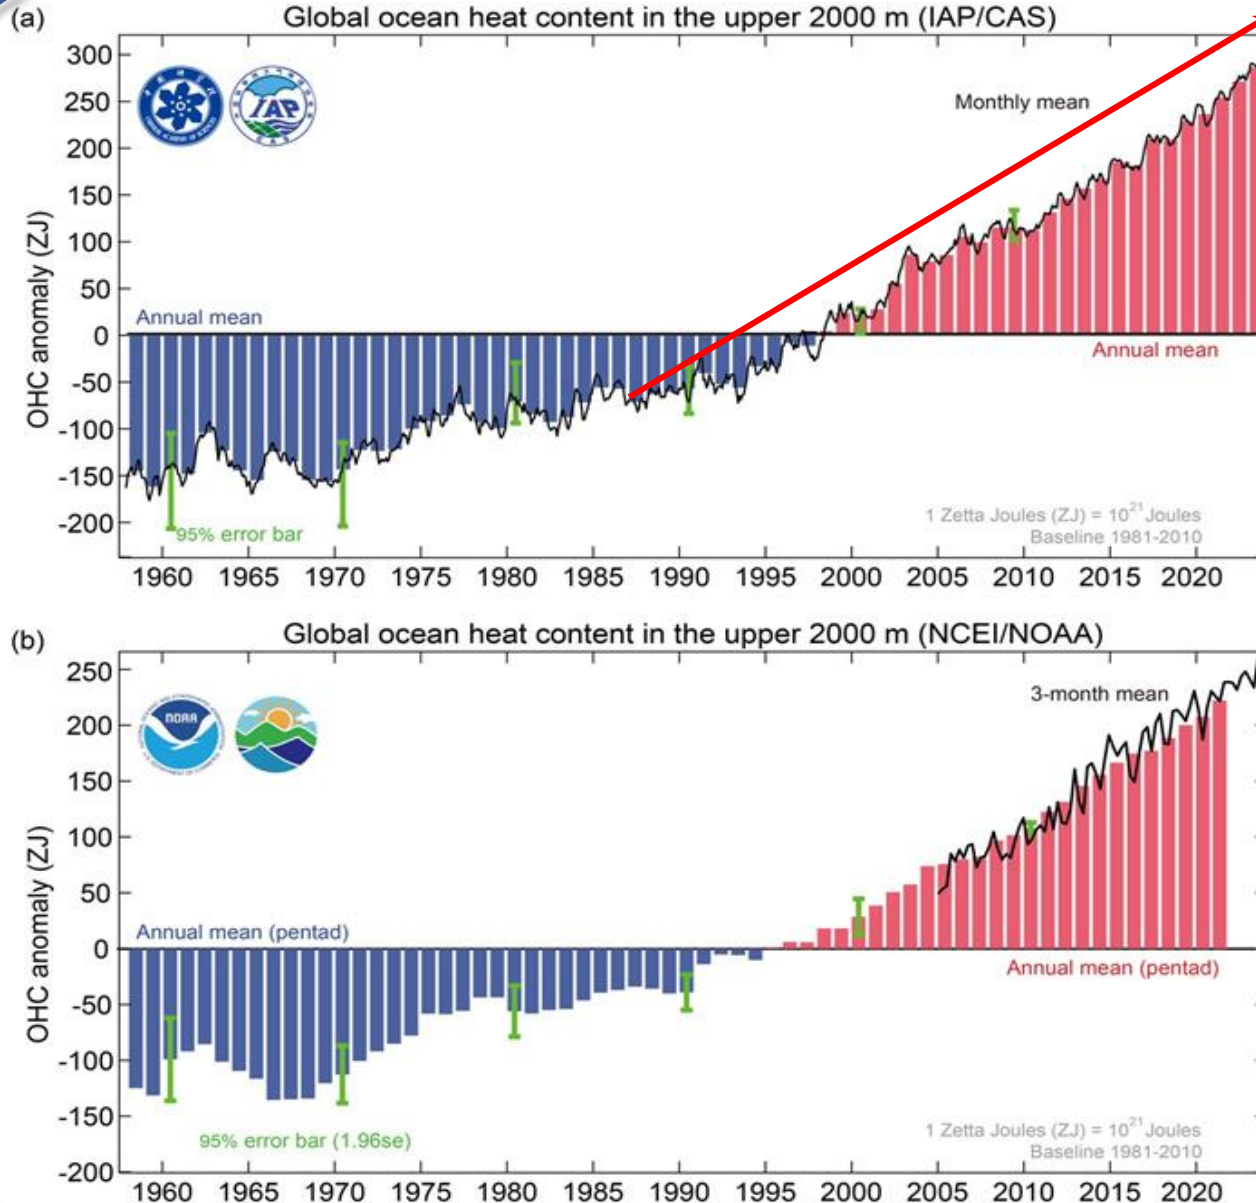 (a)
Global ocean heat content in the upper 2000 m (IAP/CAS)
300
250
200
150
100
50
0
-50
-100
-150
-200
OHC anomaly (ZJ)
IAP
Monthly mean
Annual mean
Annual mean
95% error bar
1 Zetta Joules (ZJ) = 10²¹ Joules
Baseline 1981-2010
1960 1965 1970 1975 1980 1985 1990 1995 2000 2005 2010 2015 2020
(b)
Global ocean heat content in the upper 2000 m (NCEI/NOAA)
250
200
150
100
50
0
-50
-100
-150
-200
OHC anomaly (ZJ)
NOAA
3-month mean
Annual mean (pentad)
Annual mean (pentad)
95% error bar (1.96se)
1 Zetta Joules (ZJ) = 10²¹ Joules
Baseline 1981-2010
1960 1965 1970 1975 1980 1985 1990 1995 2000 2005 2010 2015 2020